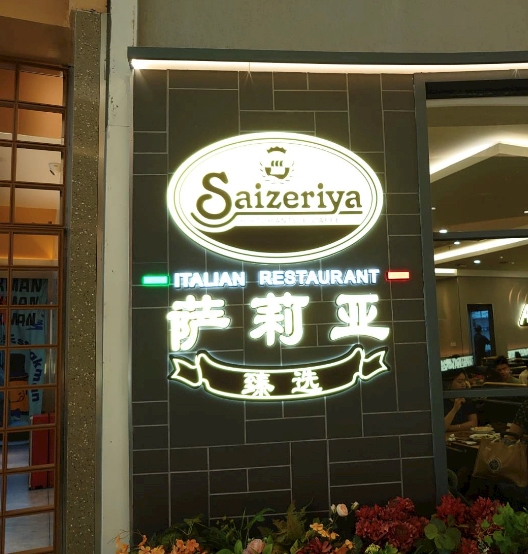 Saizeriya
ITALIAN RESTAURANT
萨莉亚
臻选